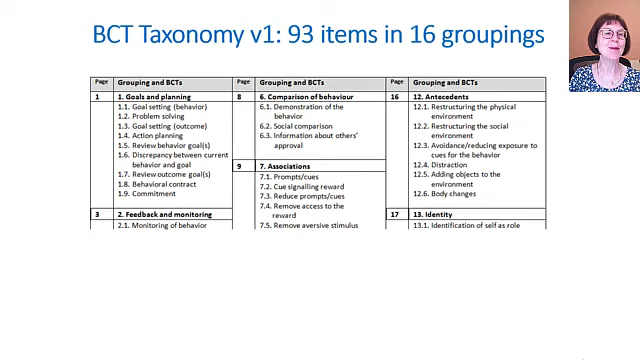 BCT Taxonomy v1: 93 items in 16 groupings
Page Grouping and BCTs
1 1. Goals and planning
1.1. Goal setting (behavior)
1.2. Problem solving
1.3. Goal setting (outcome)
1.4. Action planning
1.5. Review behavior goal(s)
1.6. Discrepancy between current
behavior and goal
1.7. Review outcome goal(s)
1.8. Behavioral contract
1.9. Commitment
3 2. Feedback and monitoring
2.1. Monitoring of behavior
Page Grouping and BCTs
8 6. Comparison of behaviour
6.1. Demonstration of the
behavior
6.2. Social comparison
6.3. Information about others'
approval
9 7. Associations
7.1. Prompts/cues
7.2. Cue signalling reward
7.3. Reduce prompts/cues
7.4. Remove access to the
reward
7.5. Remove aversive stimulus
Page Grouping and BCTs
16 12. Antecedents
12.1. Restructuring the physical
environment
12.2. Restructuring the social
environment
12.3. Avoidance/reducing exposure to
cues for the behavior
12.4. Distraction
12.5. Adding objects to the
environment
12.6. Body changes
17 13. Identity
13.1. Identification of self as role